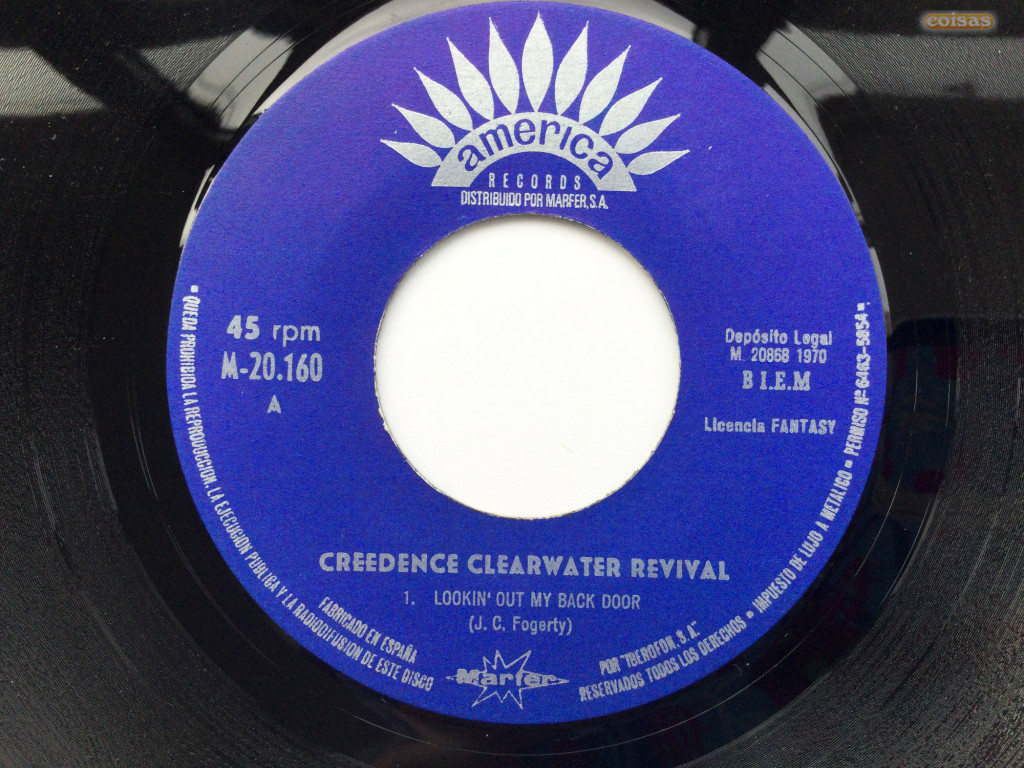 coisas
america
RECORDS
DISTRIBUIDO POR MARFER, S.A.
45 rpm
M-20.160
A
Depósito Legal
M. 20868 1970
B I.E.M
Licencia FANTASY
CREEDENCE CLEARWATER REVIVAL
1. LOOKIN' OUT MY BACK DOOR
(J. C. Fogerty)
Marfer
FABRICADO EN ESPAÑA
POR "IBEROFON, S.A."
▪ QUEDA PROHIBIDA LA REPRODUCCION, LA EJECUCION PUBLICA Y LA RADIODIFUSION DE ESTE DISCO
RESERVADOS TODOS LOS DERECHOS ▪ IMPUESTO DE LUJO A METALICO ▪ PERMISO Nº 6463-5854 ▪